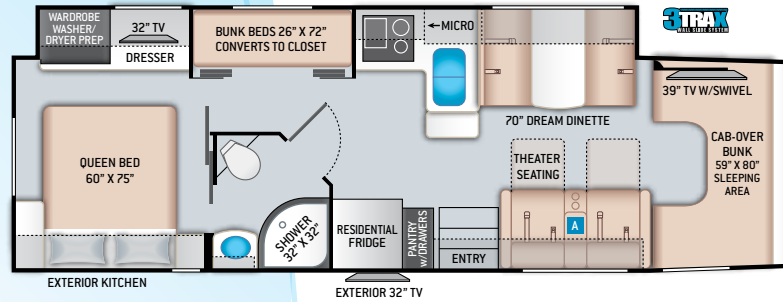 WARDROBE
WASHER/
DRYER PREP
32" TV
DRESSER
BUNK BEDS 26" X 72"
CONVERTS TO CLOSET
←MICRO
3TRAX
WALL SLIDE SYSTEM
39" TV W/SWIVEL
70" DREAM DINETTE
CAB-OVER
BUNK
59" X 80"
SLEEPING
AREA
THEATER
SEATING
QUEEN BED
60" X 75"
SHOWER
32" X 32"
RESIDENTIAL
FRIDGE
PANTRY
w/DRAWERS
ENTRY
A
EXTERIOR KITCHEN
EXTERIOR 32" TV